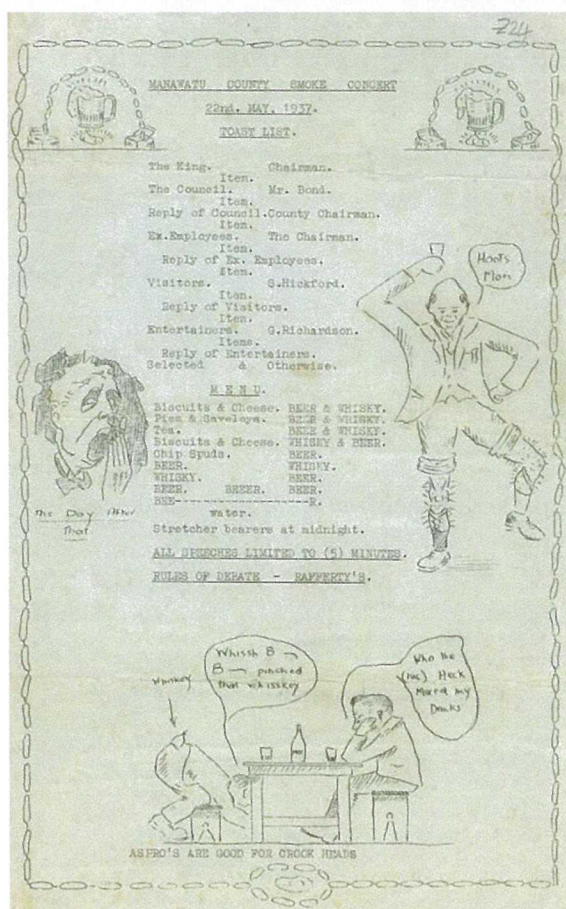 224
MANAWATU COUNTY SMOKE CONCERT
22nd. MAY, 1937.
TOAST LIST.
The King. Chairman.
Item.
The Council. Mr. Bond.
Item.
Reply of Council.County Chairman.
Item.
Ex.Employees. The Chairman.
Item.
Reply of Ex. Employees.
Item.
Visitors. S.Hickford.
Item.
Reply of Visitors.
Item.
Entertainers. G.Richardson.
Items.
Reply of Entertainers.
Selected & Otherwise.
Hoots
Mon
MENU.
Biscuits & Cheese. BEER & WHISKY.
Pies & Saveloys. BEER & WHISKY.
Tea. BEER & WHISKY.
Biscuits & Cheese. WHISKY & BEER.
Chip Spuds. BEER.
BEER. WHISKY.
WHISKY. BEER.
BEER. BEEER. BEER.
BEE-------------------R.
water.
Stretcher bearers at midnight.
The Day After
That
ALL SPEECHES LIMITED TO (5) MINUTES.
RULES OF DEBATE - RAFFERTY'S.
Whissh B
B pinched
that whisskey
Whiskey
Who the
(hic) Heck
Mixed my
Drinks
ASPRO'S ARE GOOD FOR CROOK HEADS